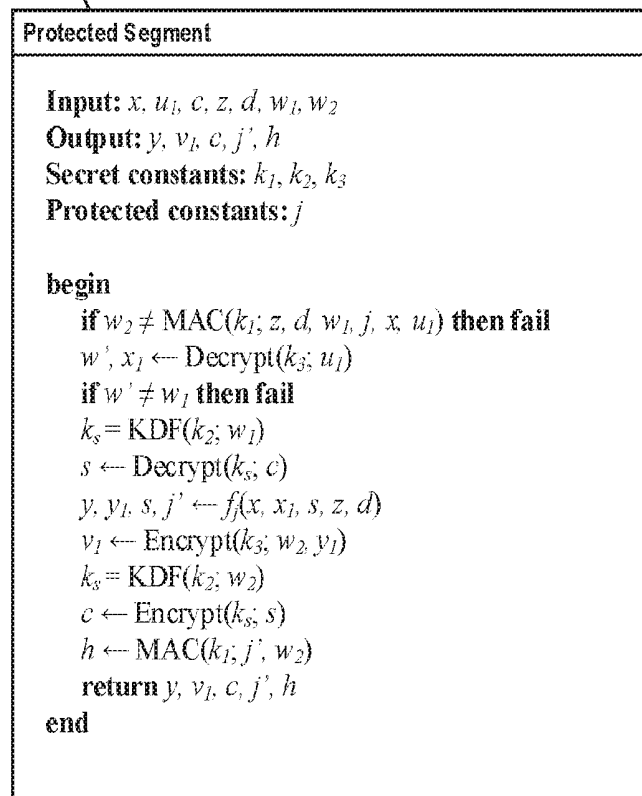 Protected Segment
Input: x, u₁, c, z, d, w₁, w₂
Output: y, v₁, c, j', h
Secret constants: k₁, k₂, k₃
Protected constants: j
begin
if w₂ ≠ MAC(k₁; z, d, w₁, j, x, u₁) then fail
w', x₁ ← Decrypt(k₃; u₁)
if w' ≠ w₁ then fail
kₛ = KDF(k₂; w₁)
s ← Decrypt(kₛ; c)
y, y₁, s, j' ← fⱼ(x, x₁, s, z, d)
v₁ ← Encrypt(k₃; w₂, y₁)
kₛ = KDF(k₂; w₂)
c ← Encrypt(kₛ; s)
h ← MAC(k₁; j', w₂)
return y, v₁, c, j', h
end